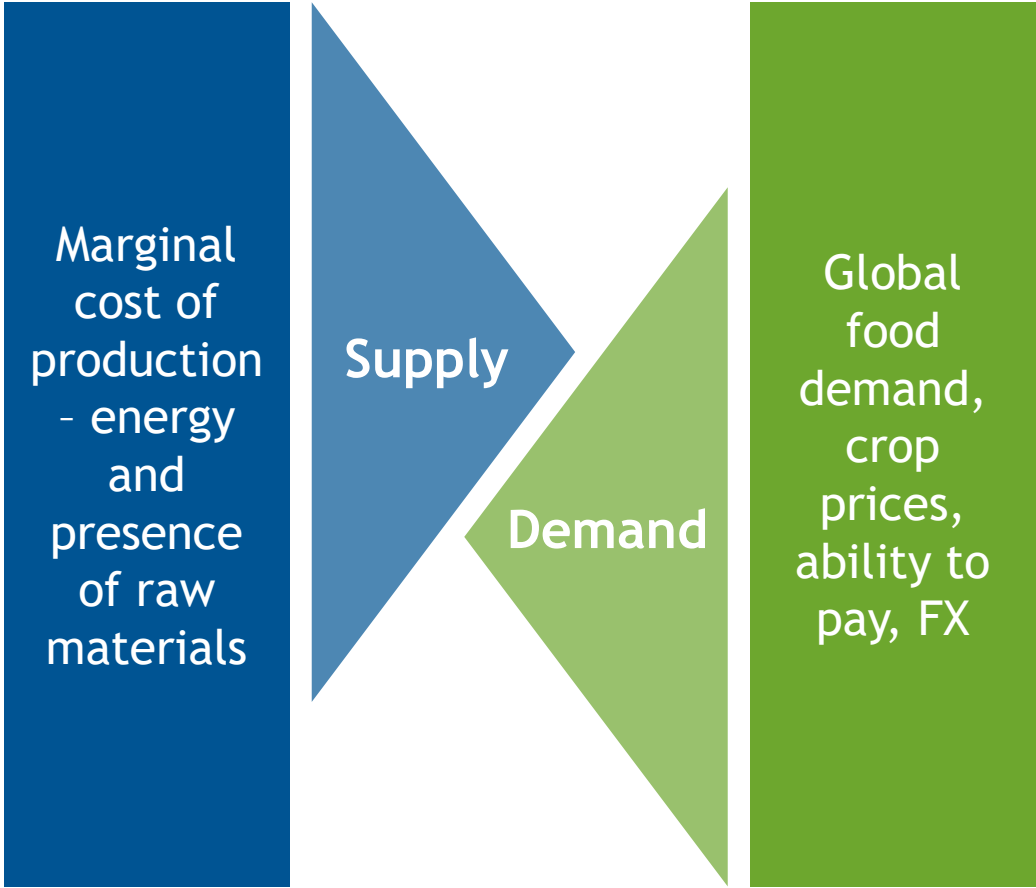 Marginal
cost of
production
– energy
and
presence
of raw
materials
Supply
Demand
Global
food
demand,
crop
prices,
ability to
pay, FX